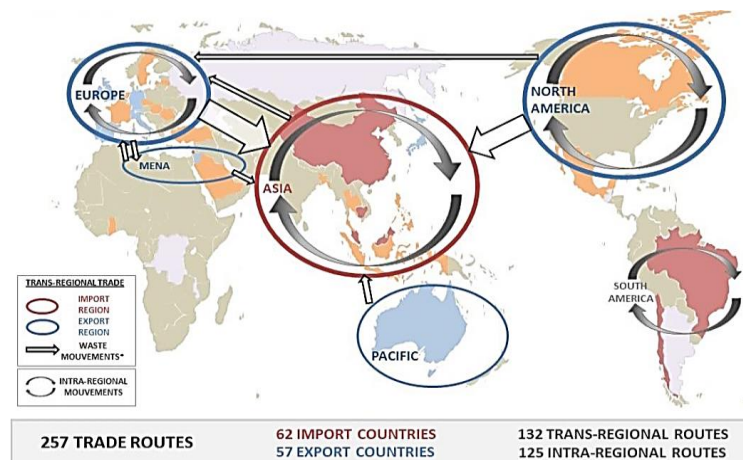 EUROPE
NORTH
AMERICA
MENA
ASIA
SOUTH
AMERICA
PACIFIC
TRANS-REGIONAL TRADE
IMPORT
REGION
EXPORT
REGION
WASTE
MOUVEMENTS*
INTRA-REGIONAL
MOUVEMENTS
257 TRADE ROUTES
62 IMPORT COUNTRIES
57 EXPORT COUNTRIES
132 TRANS-REGIONAL ROUTES
125 INTRA-REGIONAL ROUTES